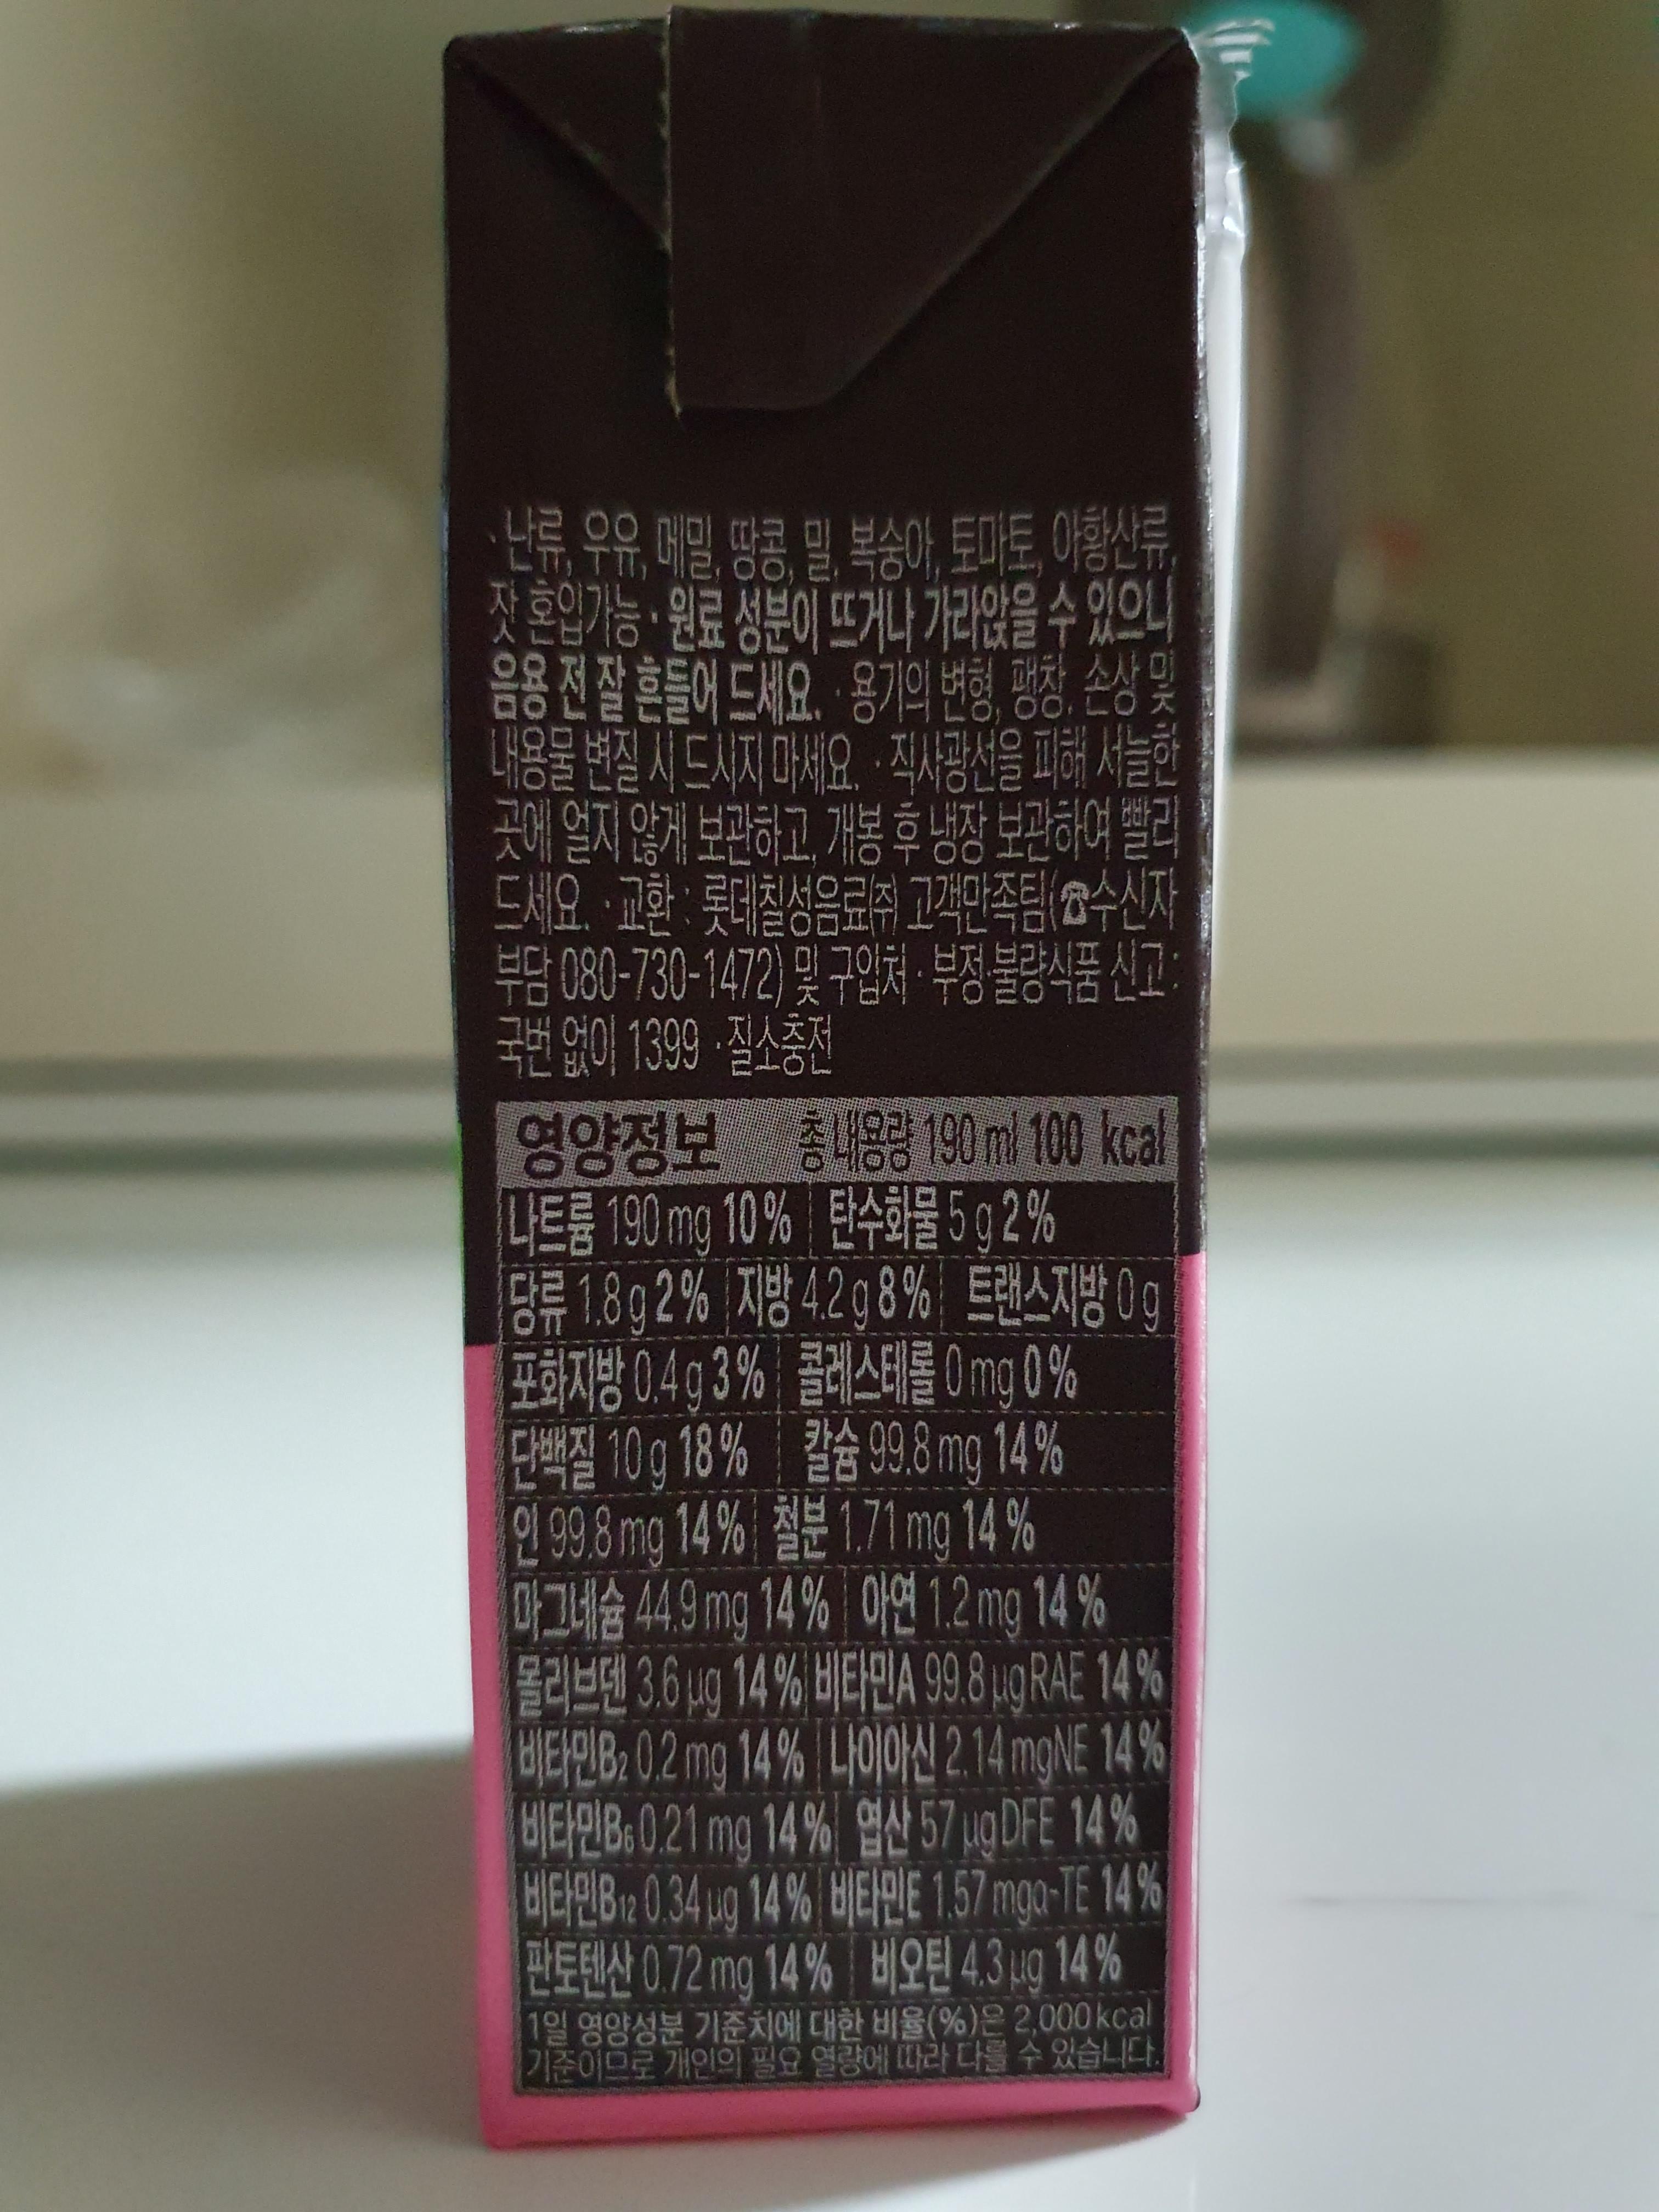 · 난류, 우유, 메밀, 땅콩, 밀, 복숭아, 토마토, 아황산류,
잣 혼입가능 · 원료 성분이 뜨거나 가라앉을 수 있으니
음용 전 잘 흔들어 드세요. · 용기의 변형, 팽창, 손상 및
내용물 변질 시 드시지 마세요. · 직사광선을 피해 서늘한
곳에 얼지 않게 보관하고, 개봉 후 냉장 보관하여 빨리
드세요. · 교환 : 롯데칠성음료㈜ 고객만족팀(☎수신자
부담 080-730-1472) 및 구입처 · 부정·불량식품 신고 :
국번 없이 1399 · 질소충전
영양정보 총 내용량 190 ml 100 kcal
나트륨 190 mg 10% 탄수화물 5 g 2%
당류 1.8 g 2% 지방 4.2 g 8% 트랜스지방 0 g
포화지방 0.4 g 3% 콜레스테롤 0 mg 0%
단백질 10 g 18% 칼슘 99.8 mg 14%
인 99.8 mg 14% 철분 1.71 mg 14%
마그네슘 44.9 mg 14% 아연 1.2 mg 14%
몰리브덴 3.6 µg 14% 비타민A 99.8 µg RAE 14%
비타민B₂ 0.2 mg 14% 나이아신 2.14 mgNE 14%
비타민B₆ 0.21 mg 14% 엽산 57 µg DFE 14%
비타민B₁₂ 0.34 µg 14% 비타민E 1.57 mgα-TE 14%
판토텐산 0.72 mg 14% 비오틴 4.3 µg 14%
1일 영양성분 기준치에 대한 비율(%)은 2,000 kcal
기준이므로 개인의 필요 열량에 따라 다를 수 있습니다.